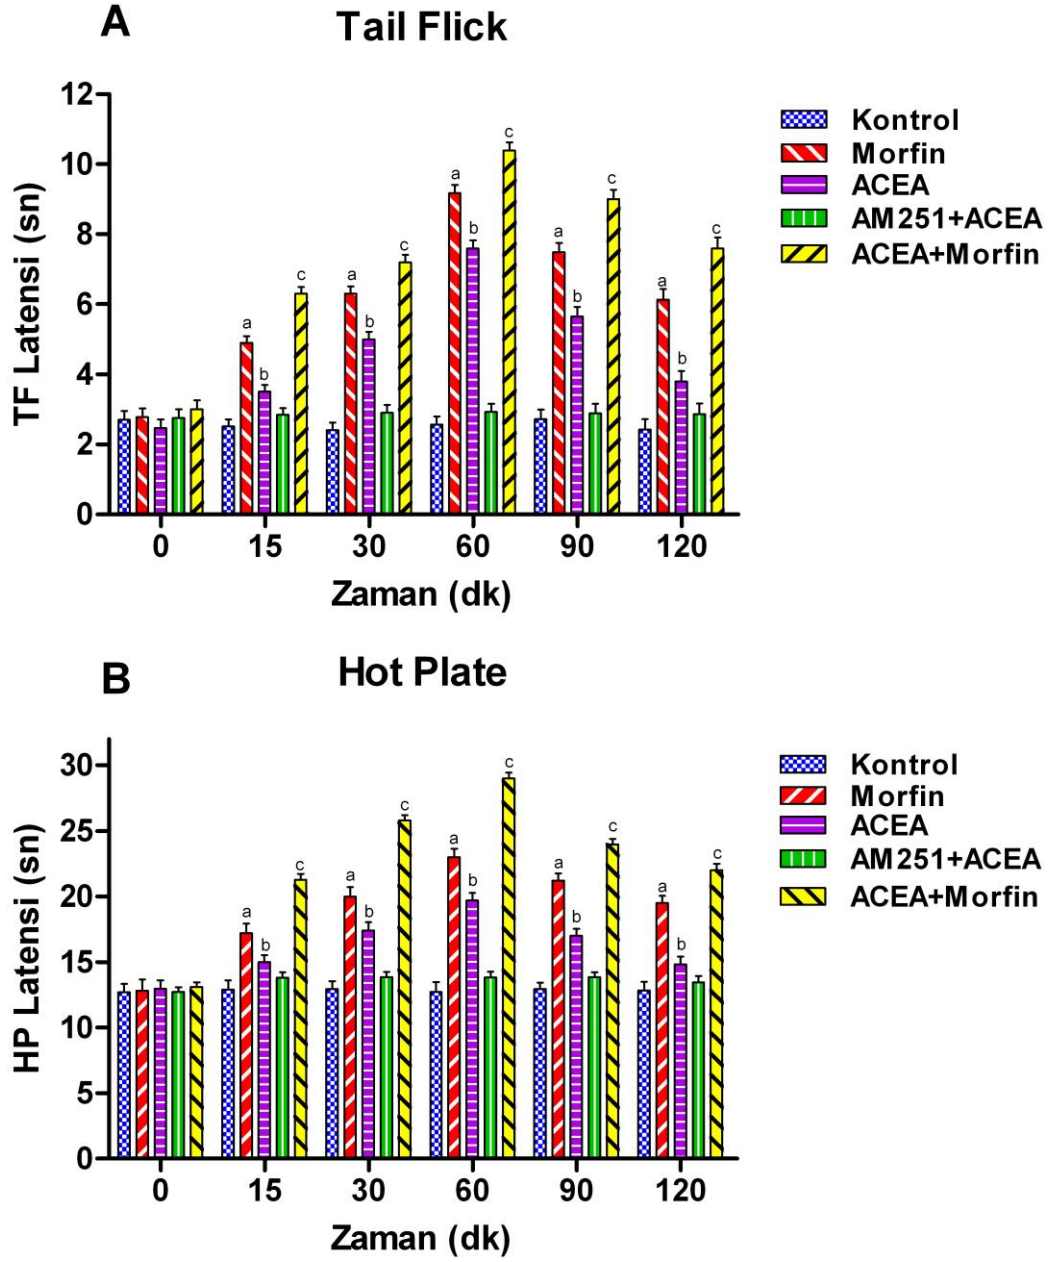 A
Tail Flick
12
10
8
6
4
2
0
TF Latensi (sn)
c
a
b
c
a
b
c
a
b
c
a
b
c
a
b
0 15 30 60 90 120
Zaman (dk)
Kontrol
Morfin
ACEA
AM251+ACEA
ACEA+Morfin
B
Hot Plate
30
25
20
15
10
5
0
HP Latensi (sn)
a
b
c
a
b
c
a
b
c
a
b
c
a
b
c
0 15 30 60 90 120
Zaman (dk)
Kontrol
Morfin
ACEA
AM251+ACEA
ACEA+Morfin